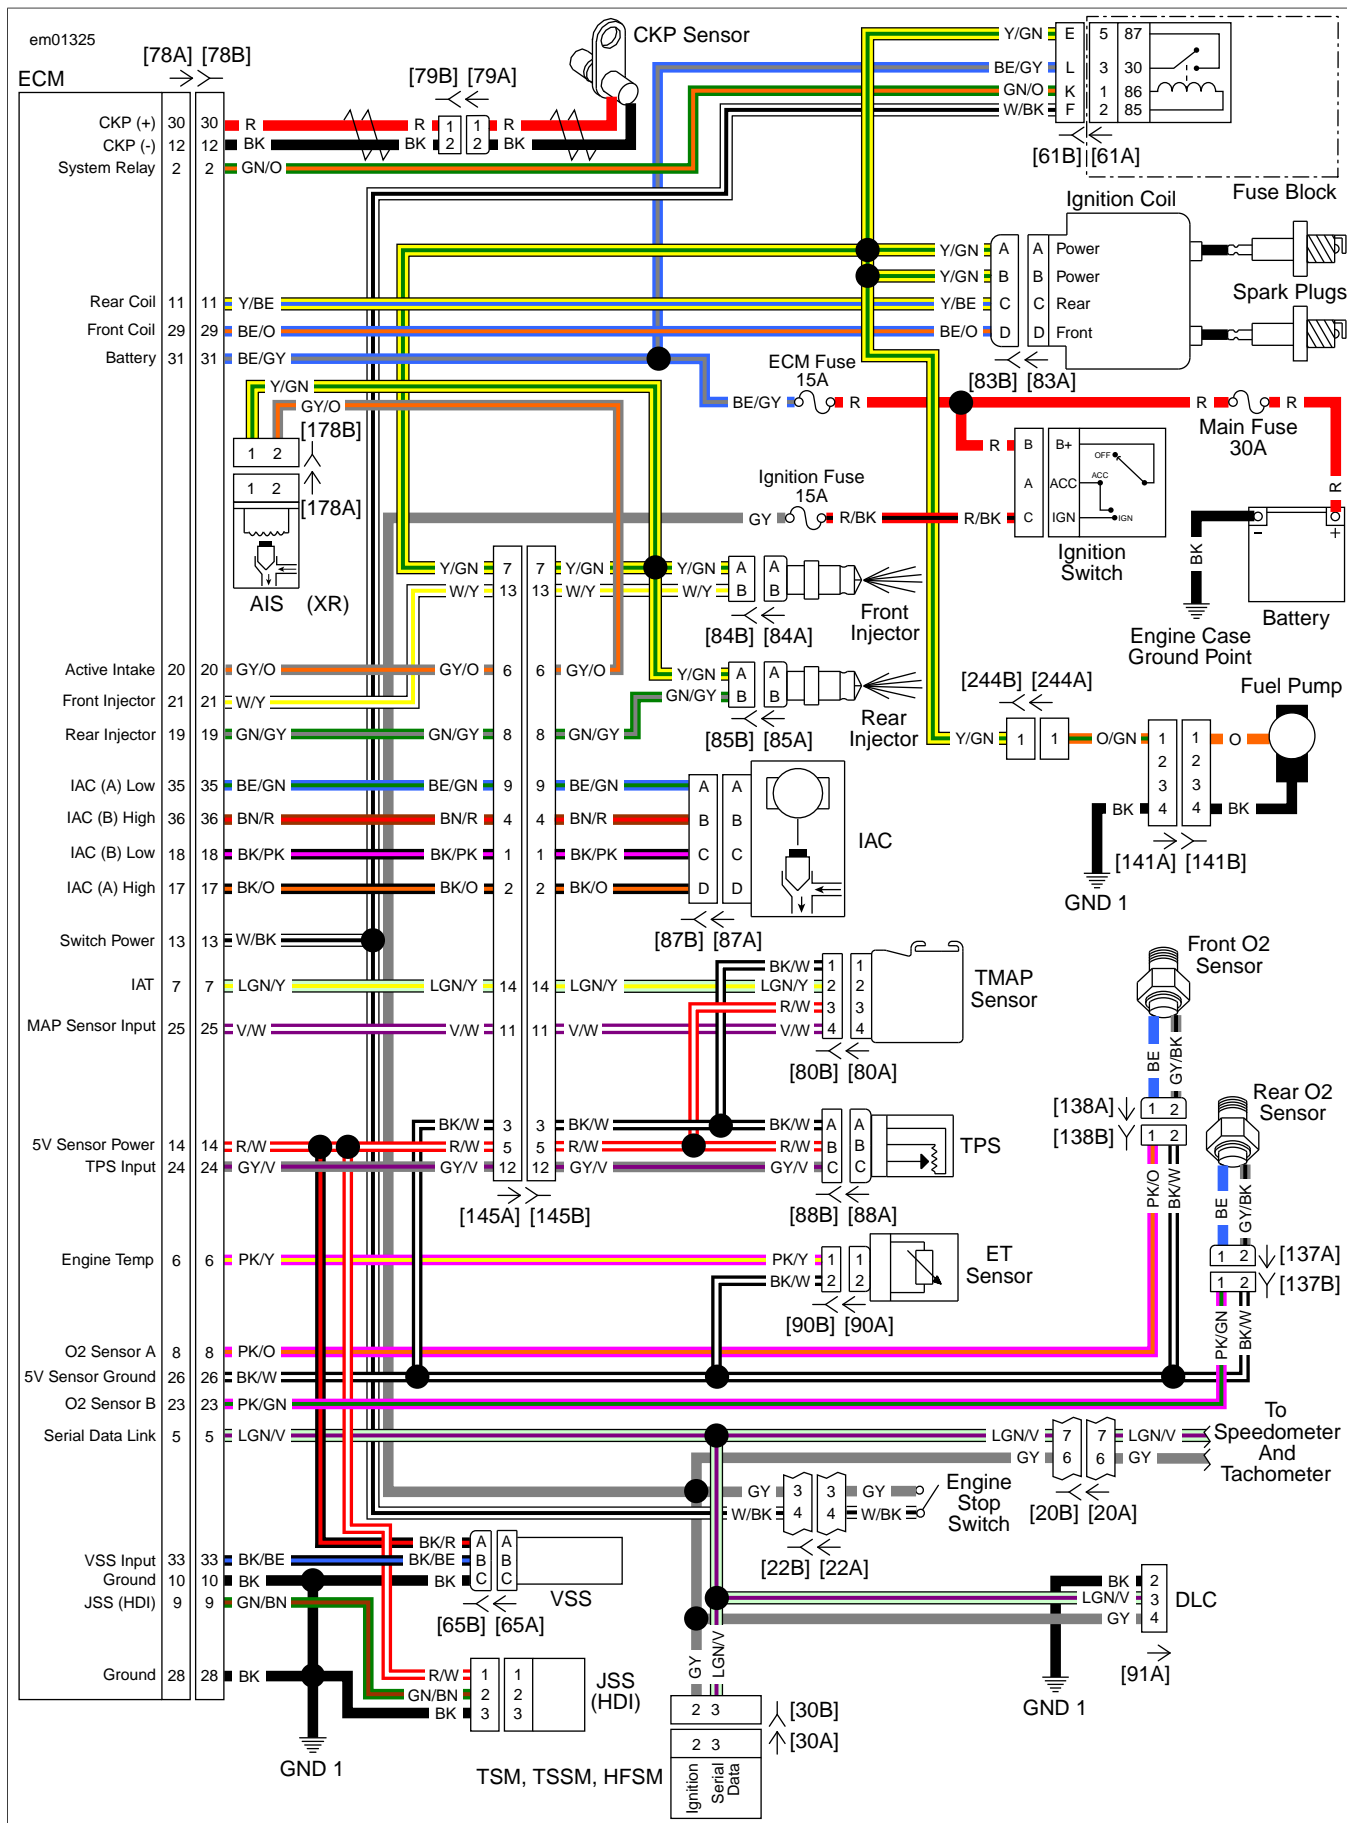 em01325
[78A] [78B]
ECM
CKP (+) 30 30 R R 1 1 R
CKP (-) 12 12 BK BK 2 2 BK
[79B] [79A]
CKP Sensor
System Relay 2 2 GN/O
Y/GN E 5 87
BE/GY L 3 30
GN/O K 1 86
W/BK F 2 85
[61B] [61A]
Fuse Block
Ignition Coil
Y/GN A A Power
Y/GN B B Power
Y/BE C C Rear
BE/O D D Front
[83B] [83A]
Spark Plugs
Rear Coil 11 11 Y/BE
Front Coil 29 29 BE/O
Battery 31 31 BE/GY
ECM Fuse
15A
BE/GY R
R R
Main Fuse
30A
R
Y/GN
GY/O
[178B]
1 2
1 2
[178A]
AIS (XR)
R B B+ OFF
A ACC ACC
Ignition Fuse
15A
GY R/BK R/BK C IGN IGN
Ignition
Switch
- +
BK
Battery
Engine Case
Ground Point
Y/GN 7 7 Y/GN Y/GN A A
W/Y 13 13 W/Y W/Y B B
[84B] [84A]
Front
Injector
Active Intake 20 20 GY/O GY/O 6 6 GY/O
Front Injector 21 21 W/Y
Rear Injector 19 19 GN/GY GN/GY 8 8 GN/GY
Y/GN A A
GN/GY B B
[85B] [85A]
Rear
Injector
[244B] [244A]
Y/GN 1 1 O/GN
Fuel Pump
1 1 O
2 2
3 3
BK 4 4 BK
[141A] [141B]
GND 1
IAC (A) Low 35 35 BE/GN BE/GN 9 9 BE/GN A A
IAC (B) High 36 36 BN/R BN/R 4 4 BN/R B B
IAC (B) Low 18 18 BK/PK BK/PK 1 1 BK/PK C C
IAC (A) High 17 17 BK/O BK/O 2 2 BK/O D D
IAC
[87B] [87A]
Switch Power 13 13 W/BK
IAT 7 7 LGN/Y LGN/Y 14 14 LGN/Y
MAP Sensor Input 25 25 V/W V/W 11 11 V/W
BK/W 1 1
LGN/Y 2 2
R/W 3 3
V/W 4 4
TMAP
Sensor
[80B] [80A]
Front O2
Sensor
BE GY/BK
[138A] 1 2
[138B] 1 2
PK/O BK/W
Rear O2
Sensor
BE GY/BK
1 2 [137A]
1 2 [137B]
PK/GN BK/W
BK/W 3 3 BK/W BK/W A A
5V Sensor Power 14 14 R/W R/W 5 5 R/W R/W B B
TPS Input 24 24 GY/V GY/V 12 12 GY/V GY/V C C
TPS
[145A] [145B]
[88B] [88A]
Engine Temp 6 6 PK/Y PK/Y 1 1
BK/W 2 2
ET
Sensor
[90B] [90A]
O2 Sensor A 8 8 PK/O
5V Sensor Ground 26 26 BK/W
O2 Sensor B 23 23 PK/GN
Serial Data Link 5 5 LGN/V LGN/V 7 7 LGN/V
GY 6 6 GY
[20B] [20A]
To
Speedometer
And
Tachometer
GY 3 3 GY
W/BK 4 4 W/BK
[22B] [22A]
Engine
Stop
Switch
BK/R A A
VSS Input 33 33 BK/BE BK/BE B B
Ground 10 10 BK BK C C
VSS
[65B] [65A]
JSS (HDI) 9 9 GN/BN
BK 2
LGN/V 3
GY 4
DLC
[91A]
GND 1
Ground 28 28 BK
R/W 1 1
GN/BN 2 2
BK 3 3
JSS
(HDI)
GND 1
GY LGN/V
2 3 [30B]
2 3 [30A]
Ignition
Serial
Data
TSM, TSSM, HFSM